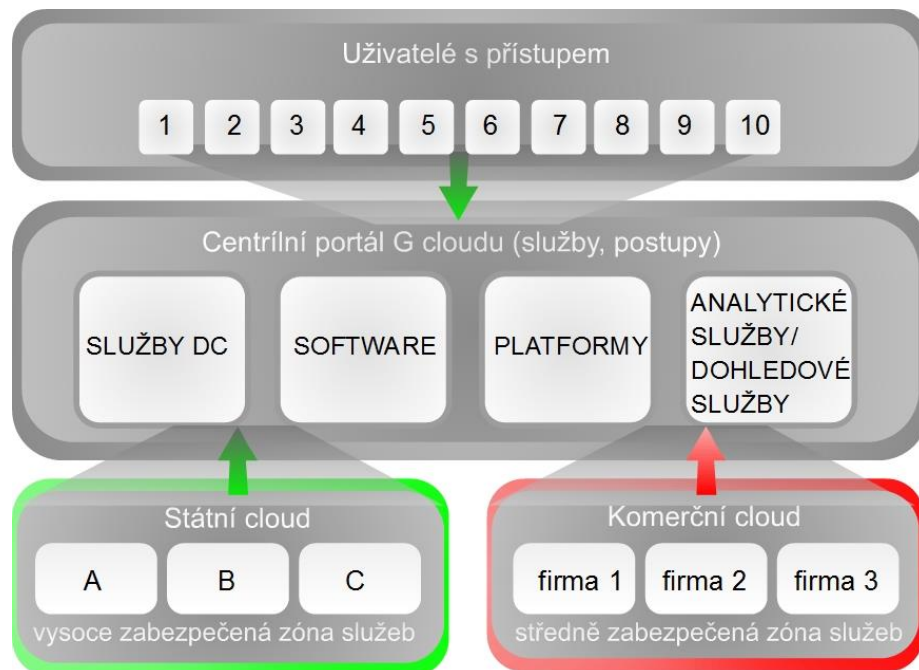 Uživatelé s přístupem
1 2 3 4 5 6 7 8 9 10
Centrílní portál G cloudu (služby, postupy)
SLUŽBY DC
SOFTWARE
PLATFORMY
ANALYTICKÉ
SLUŽBY/
DOHLEDOVÉ
SLUŽBY
Státní cloud
A B C
vysoce zabezpečená zóna služeb
Komerční cloud
firma 1 firma 2 firma 3
středně zabezpečená zóna služeb